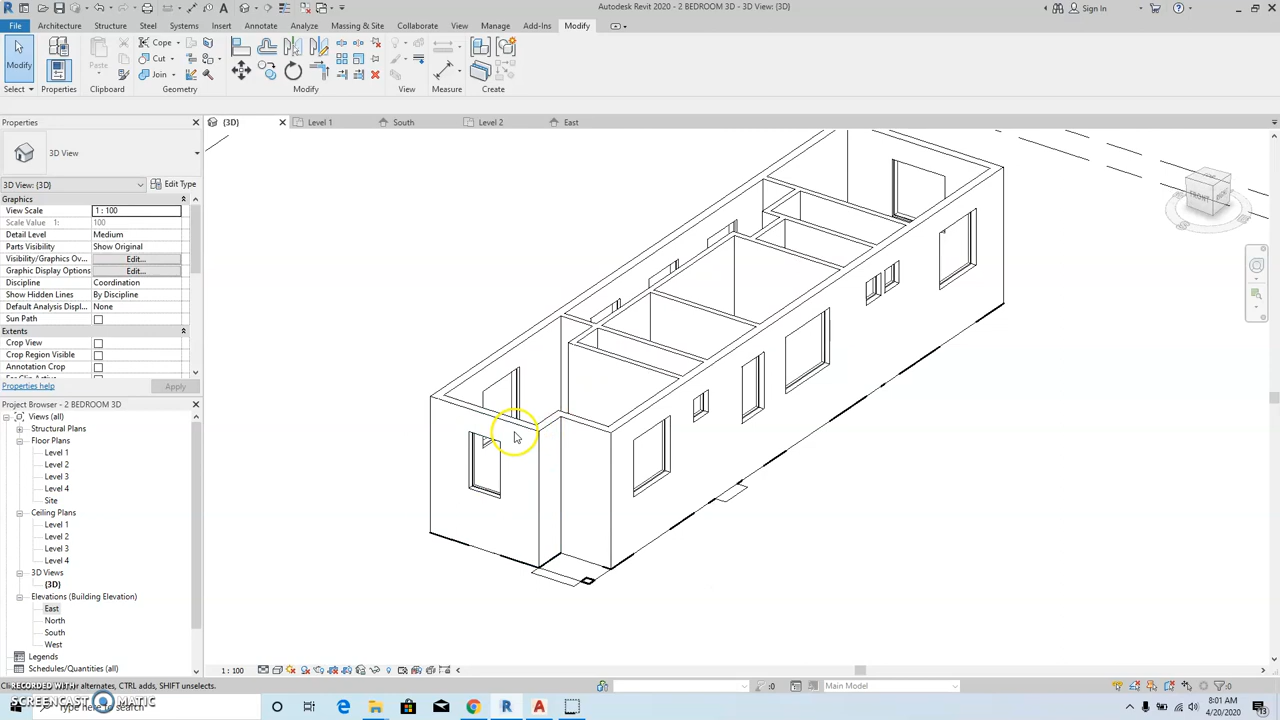 Autodesk Revit 2020 - 2 BEDROOM 3D - 3D View: {3D}
Sign In
File Architecture Structure Steel Systems Insert Annotate Analyze Massing & Site Collaborate View Manage Add-Ins Modify
Modify
Paste
Cope
Cut
Join
Select Properties Clipboard Geometry Modify View Measure Create
Properties
{3D} Level 1 South Level 2 East
3D View
3D View: {3D} Edit Type
Graphics
View Scale 1 : 100
Scale Value 1: 100
Detail Level Medium
Parts Visibility Show Original
Visibility/Graphics Ov... Edit...
Graphic Display Options Edit...
Discipline Coordination
Show Hidden Lines By Discipline
Default Analysis Displ... None
Sun Path
Extents
Crop View
Crop Region Visible
Annotation Crop
Properties help Apply
Project Browser - 2 BEDROOM 3D
Views (all)
Structural Plans
Floor Plans
Level 1
Level 2
Level 3
Level 4
Site
Ceiling Plans
Level 1
Level 2
Level 3
Level 4
3D Views
{3D}
Elevations (Building Elevation)
East
North
South
West
Legends
Schedules/Quantities (all)
FRONT
1 : 100
alternates, CTRL adds, SHIFT unselects.
:0 Main Model :0
RECORDED WITH
SCREENCAST MATIC
8:01 AM
4/20/2020